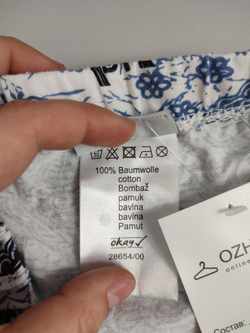 100% Baumwolle
cotton
Bombaž
pamuk
bavlna
bavlna
Pamut
okay
28654/00
OZH
online
Состав: